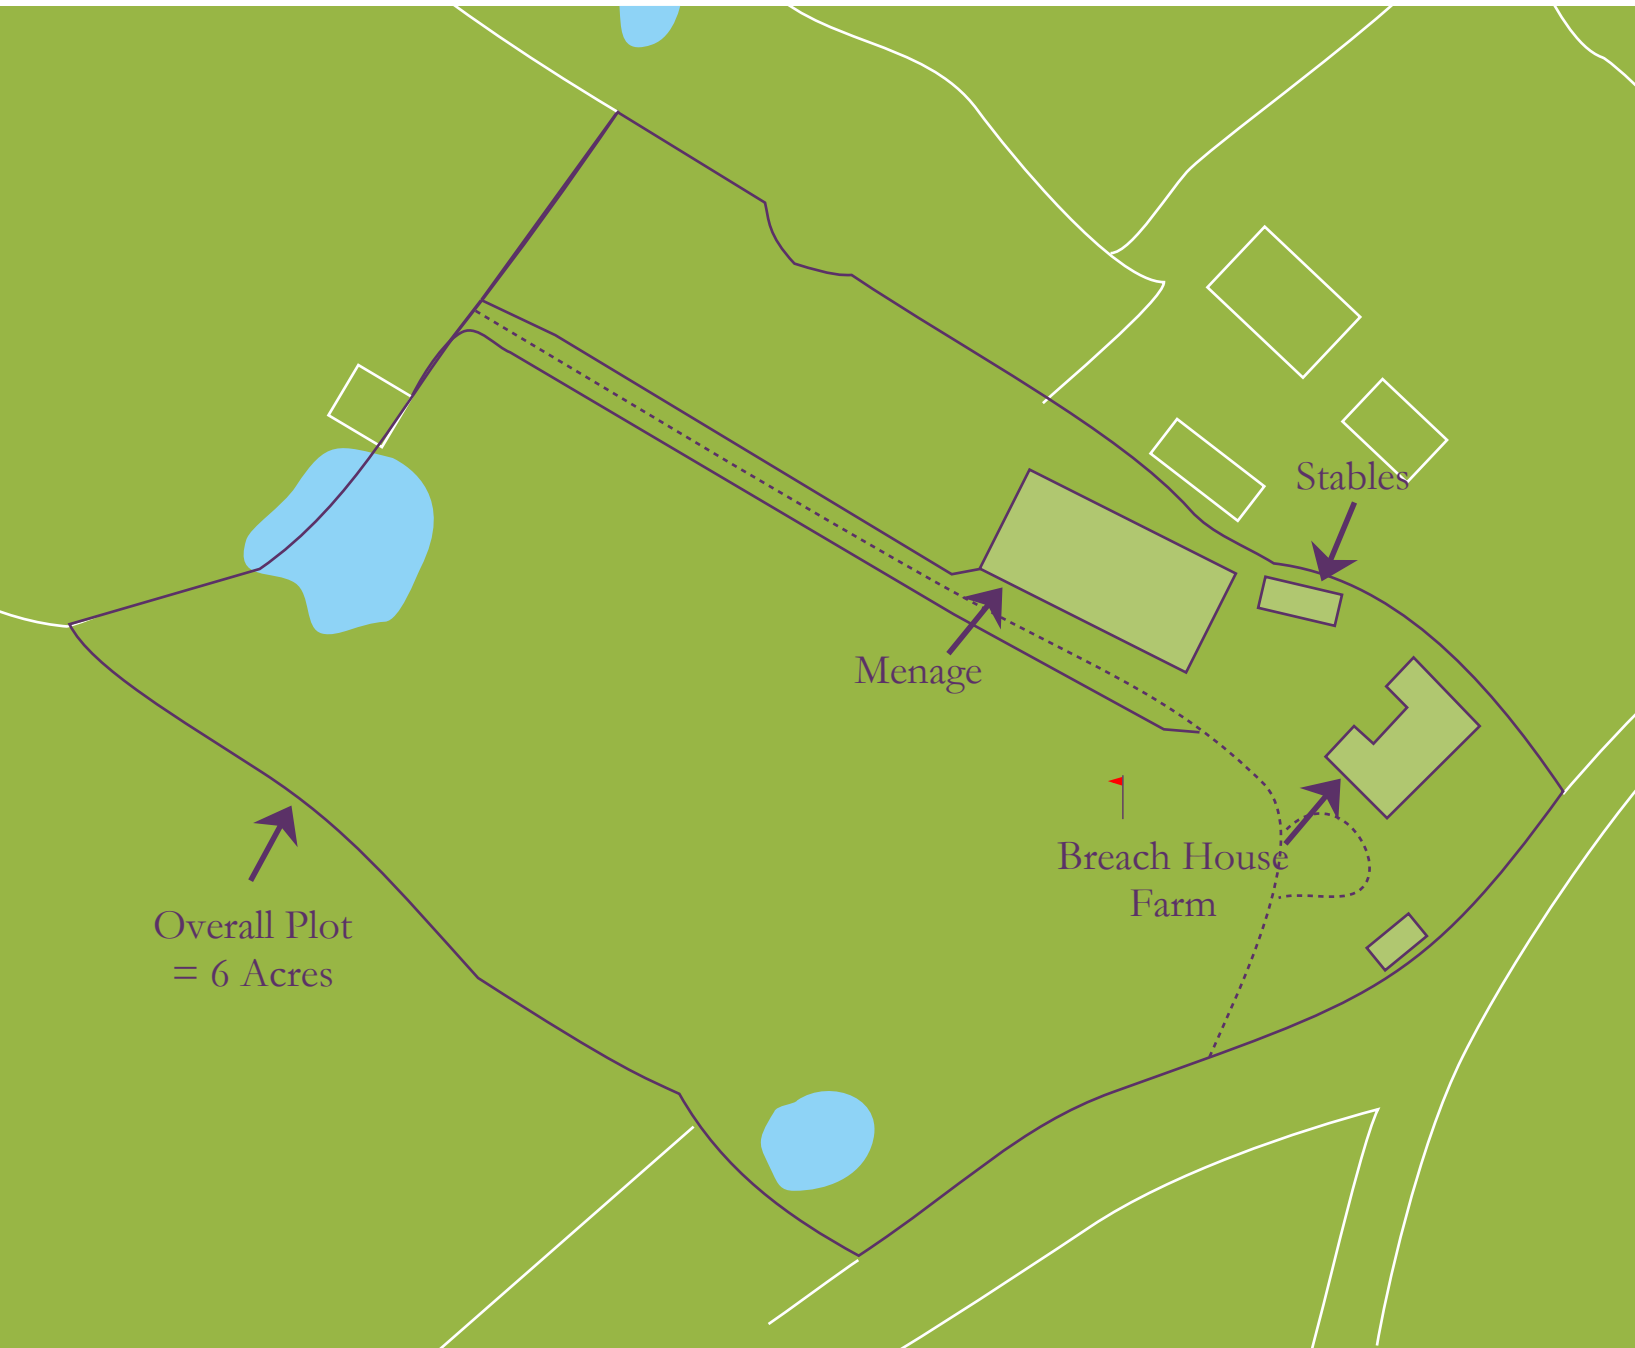 Stables
Menage
Breach House
Farm
Overall Plot
= 6 Acres